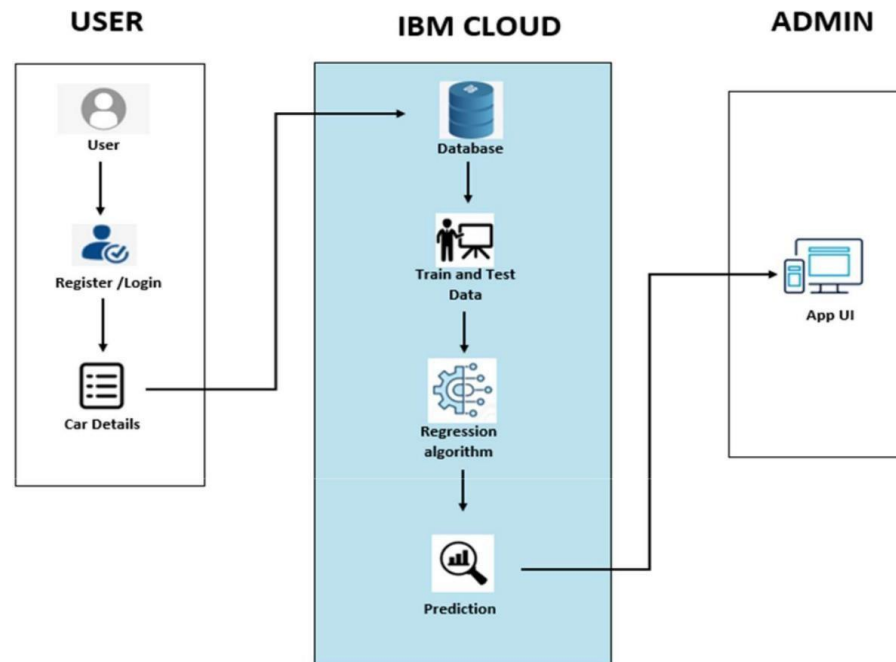 USER
IBM CLOUD
ADMIN
User
Register /Login
Car Details
Database
Train and Test
Data
Regression
algorithm
Prediction
App UI